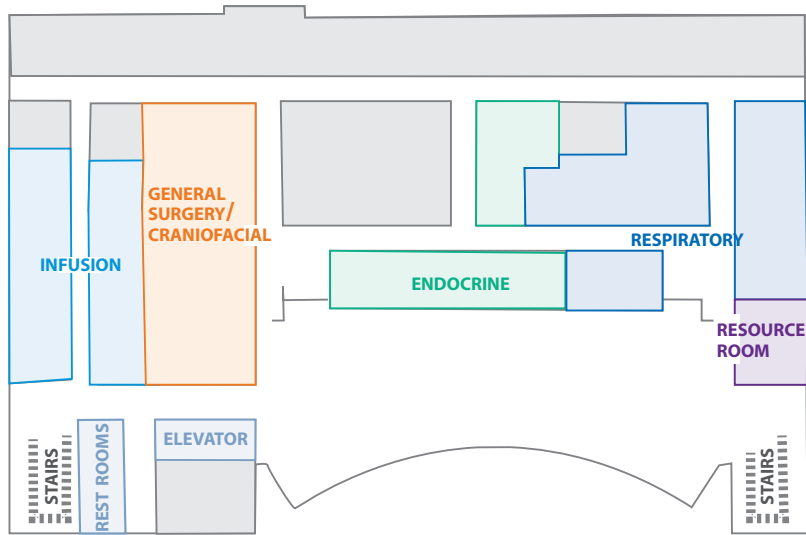 GENERAL
SURGERY/
CRANIOFACIAL
RESPIRATORY
INFUSION
ENDOCRINE
RESOURCE
ROOM
ELEVATOR
REST ROOMS
STAIRS
STAIRS